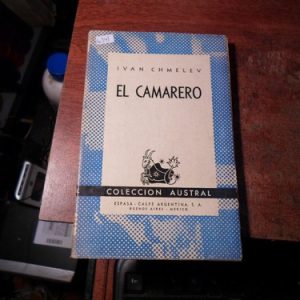 IVAN CHMELEV
EL CAMARERO
COLECCION AUSTRAL
ESPASA - CALPE ARGENTINA, S. A.
BUENOS AIRES - MEXICO